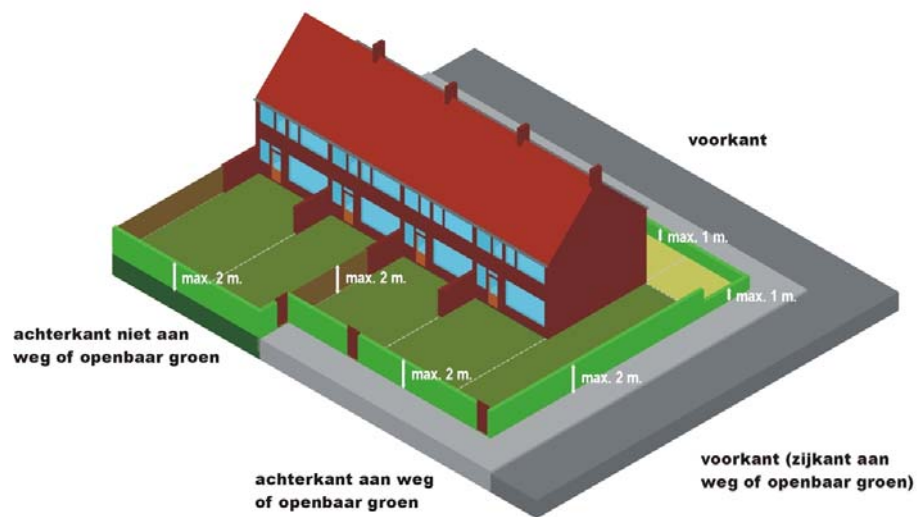 voorkant
max. 1 m.
max. 2 m.
max. 2 m.
max. 1 m.
achterkant niet aan
weg of openbaar groen
max. 2 m.
max. 2 m.
voorkant (zijkant aan
weg of openbaar groen)
achterkant aan weg
of openbaar groen